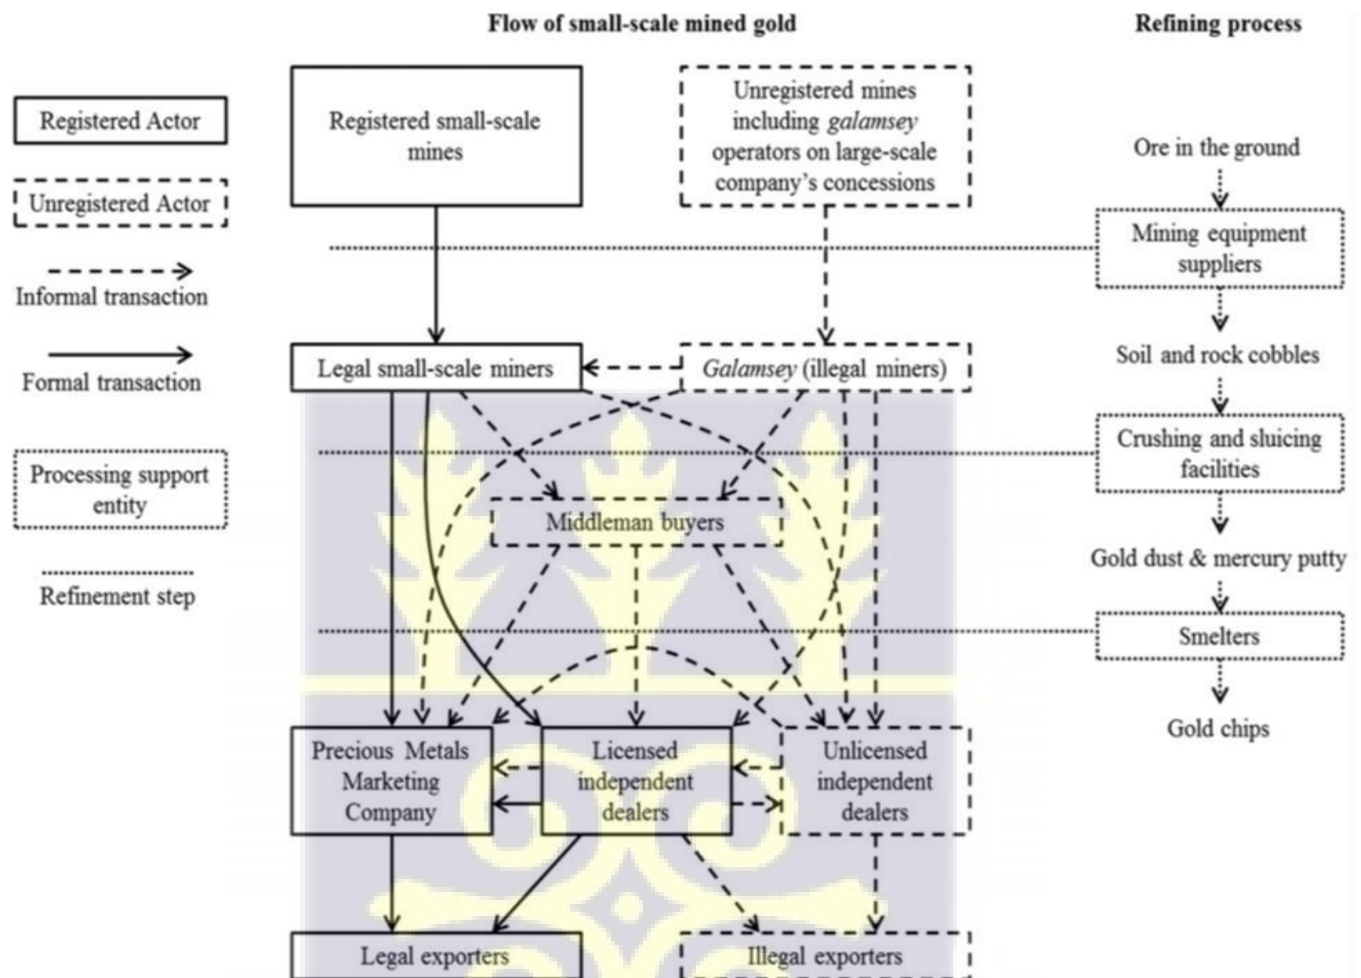 Flow of small-scale mined gold
Refining process
Registered Actor
Unregistered Actor
Informal transaction
Formal transaction
Processing support
entity
Refinement step
Registered small-scale
mines
Unregistered mines
including galamsey
operators on large-scale
company's concessions
Legal small-scale miners
Galamsey (illegal miners)
Middleman buyers
Precious Metals
Marketing
Company
Licensed
independent
dealers
Unlicensed
independent
dealers
Legal exporters
Illegal exporters
Ore in the ground
Mining equipment
suppliers
Soil and rock cobbles
Crushing and sluicing
facilities
Gold dust & mercury putty
Smelters
Gold chips